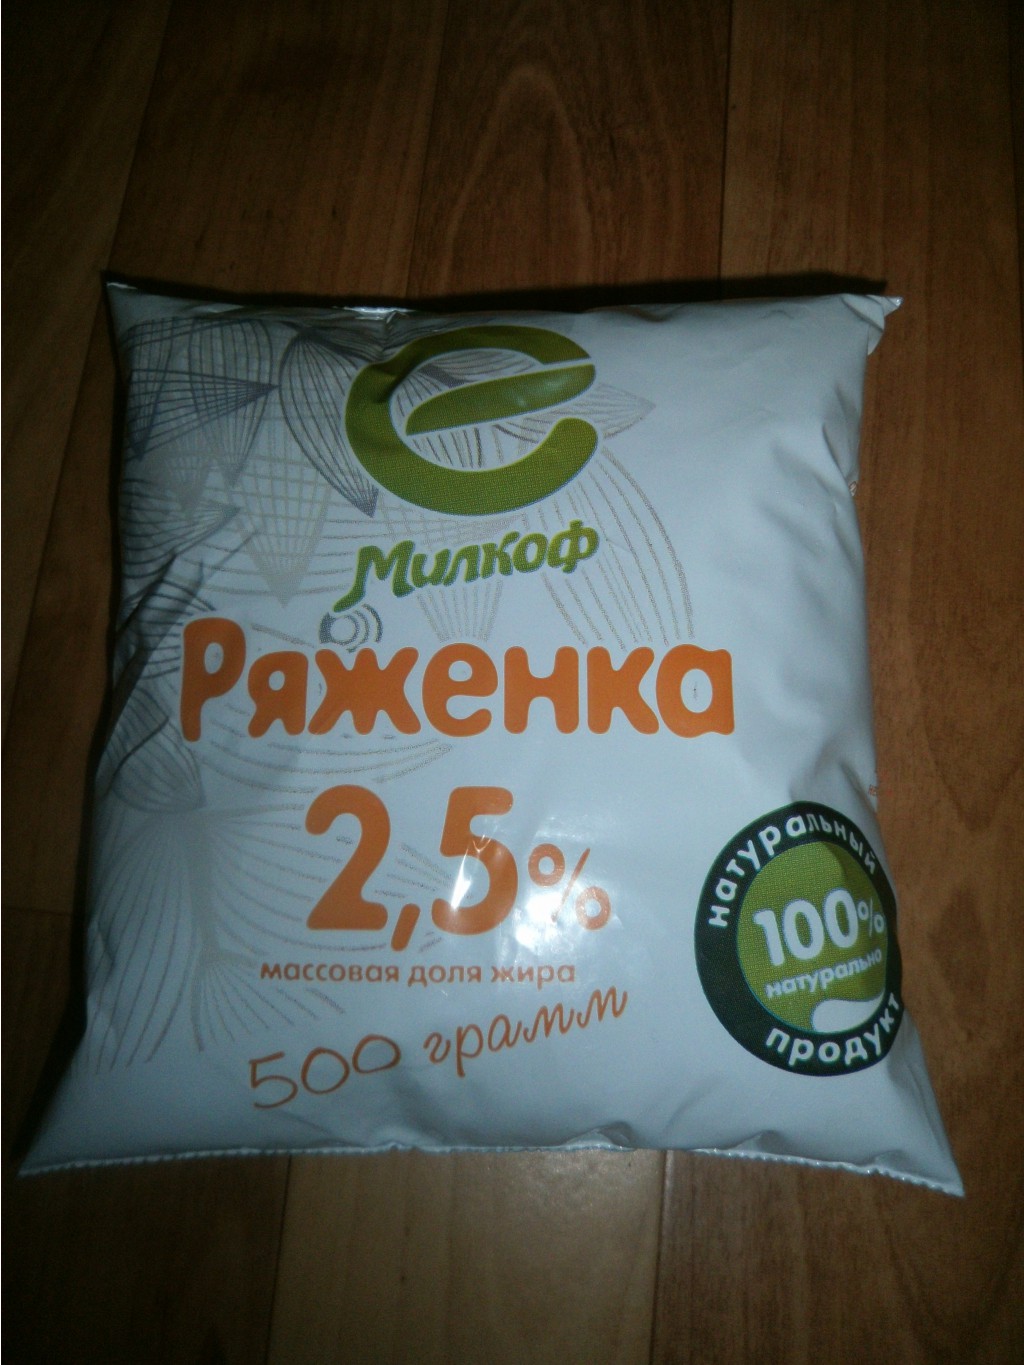 Милкоф
Ряженка
2,5%
массовая доля жира
500 грамм
натуральный
100%
натурально
продукт